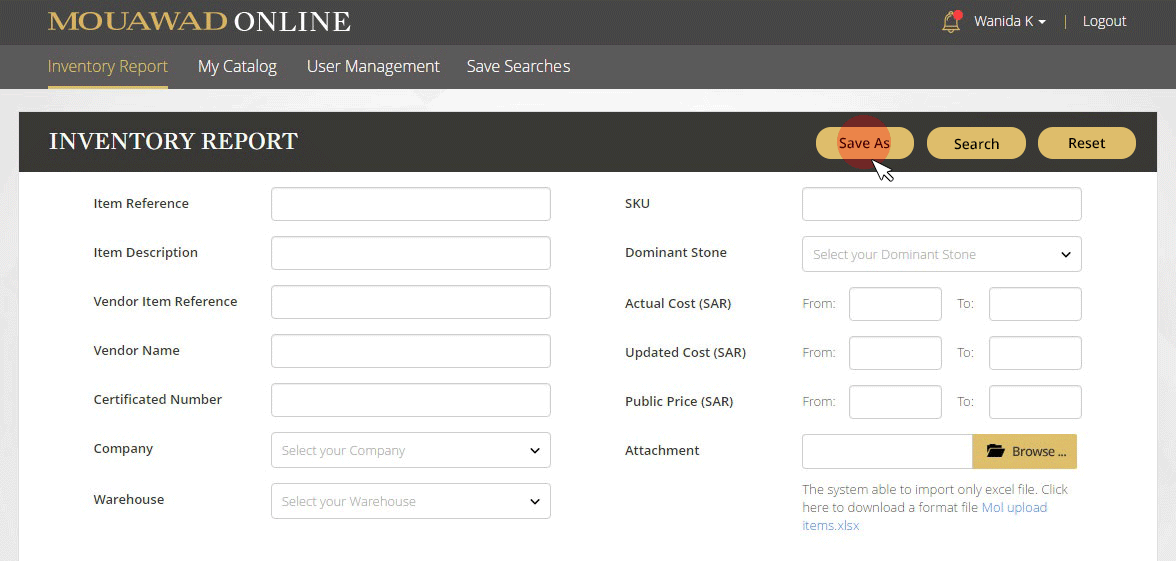 MOUAWAD ONLINE
Wanida K | Logout
Inventory Report My Catalog User Management Save Searches
INVENTORY REPORT
Save As Search Reset
Item Reference
SKU
Item Description
Dominant Stone Select your Dominant Stone
Vendor Item Reference
Actual Cost (SAR) From: To:
Vendor Name
Updated Cost (SAR) From: To:
Certificated Number
Public Price (SAR) From: To:
Company Select your Company
Attachment Browse ...
Warehouse Select your Warehouse
The system able to import only excel file. Click
here to download a format file Mol upload
items.xlsx